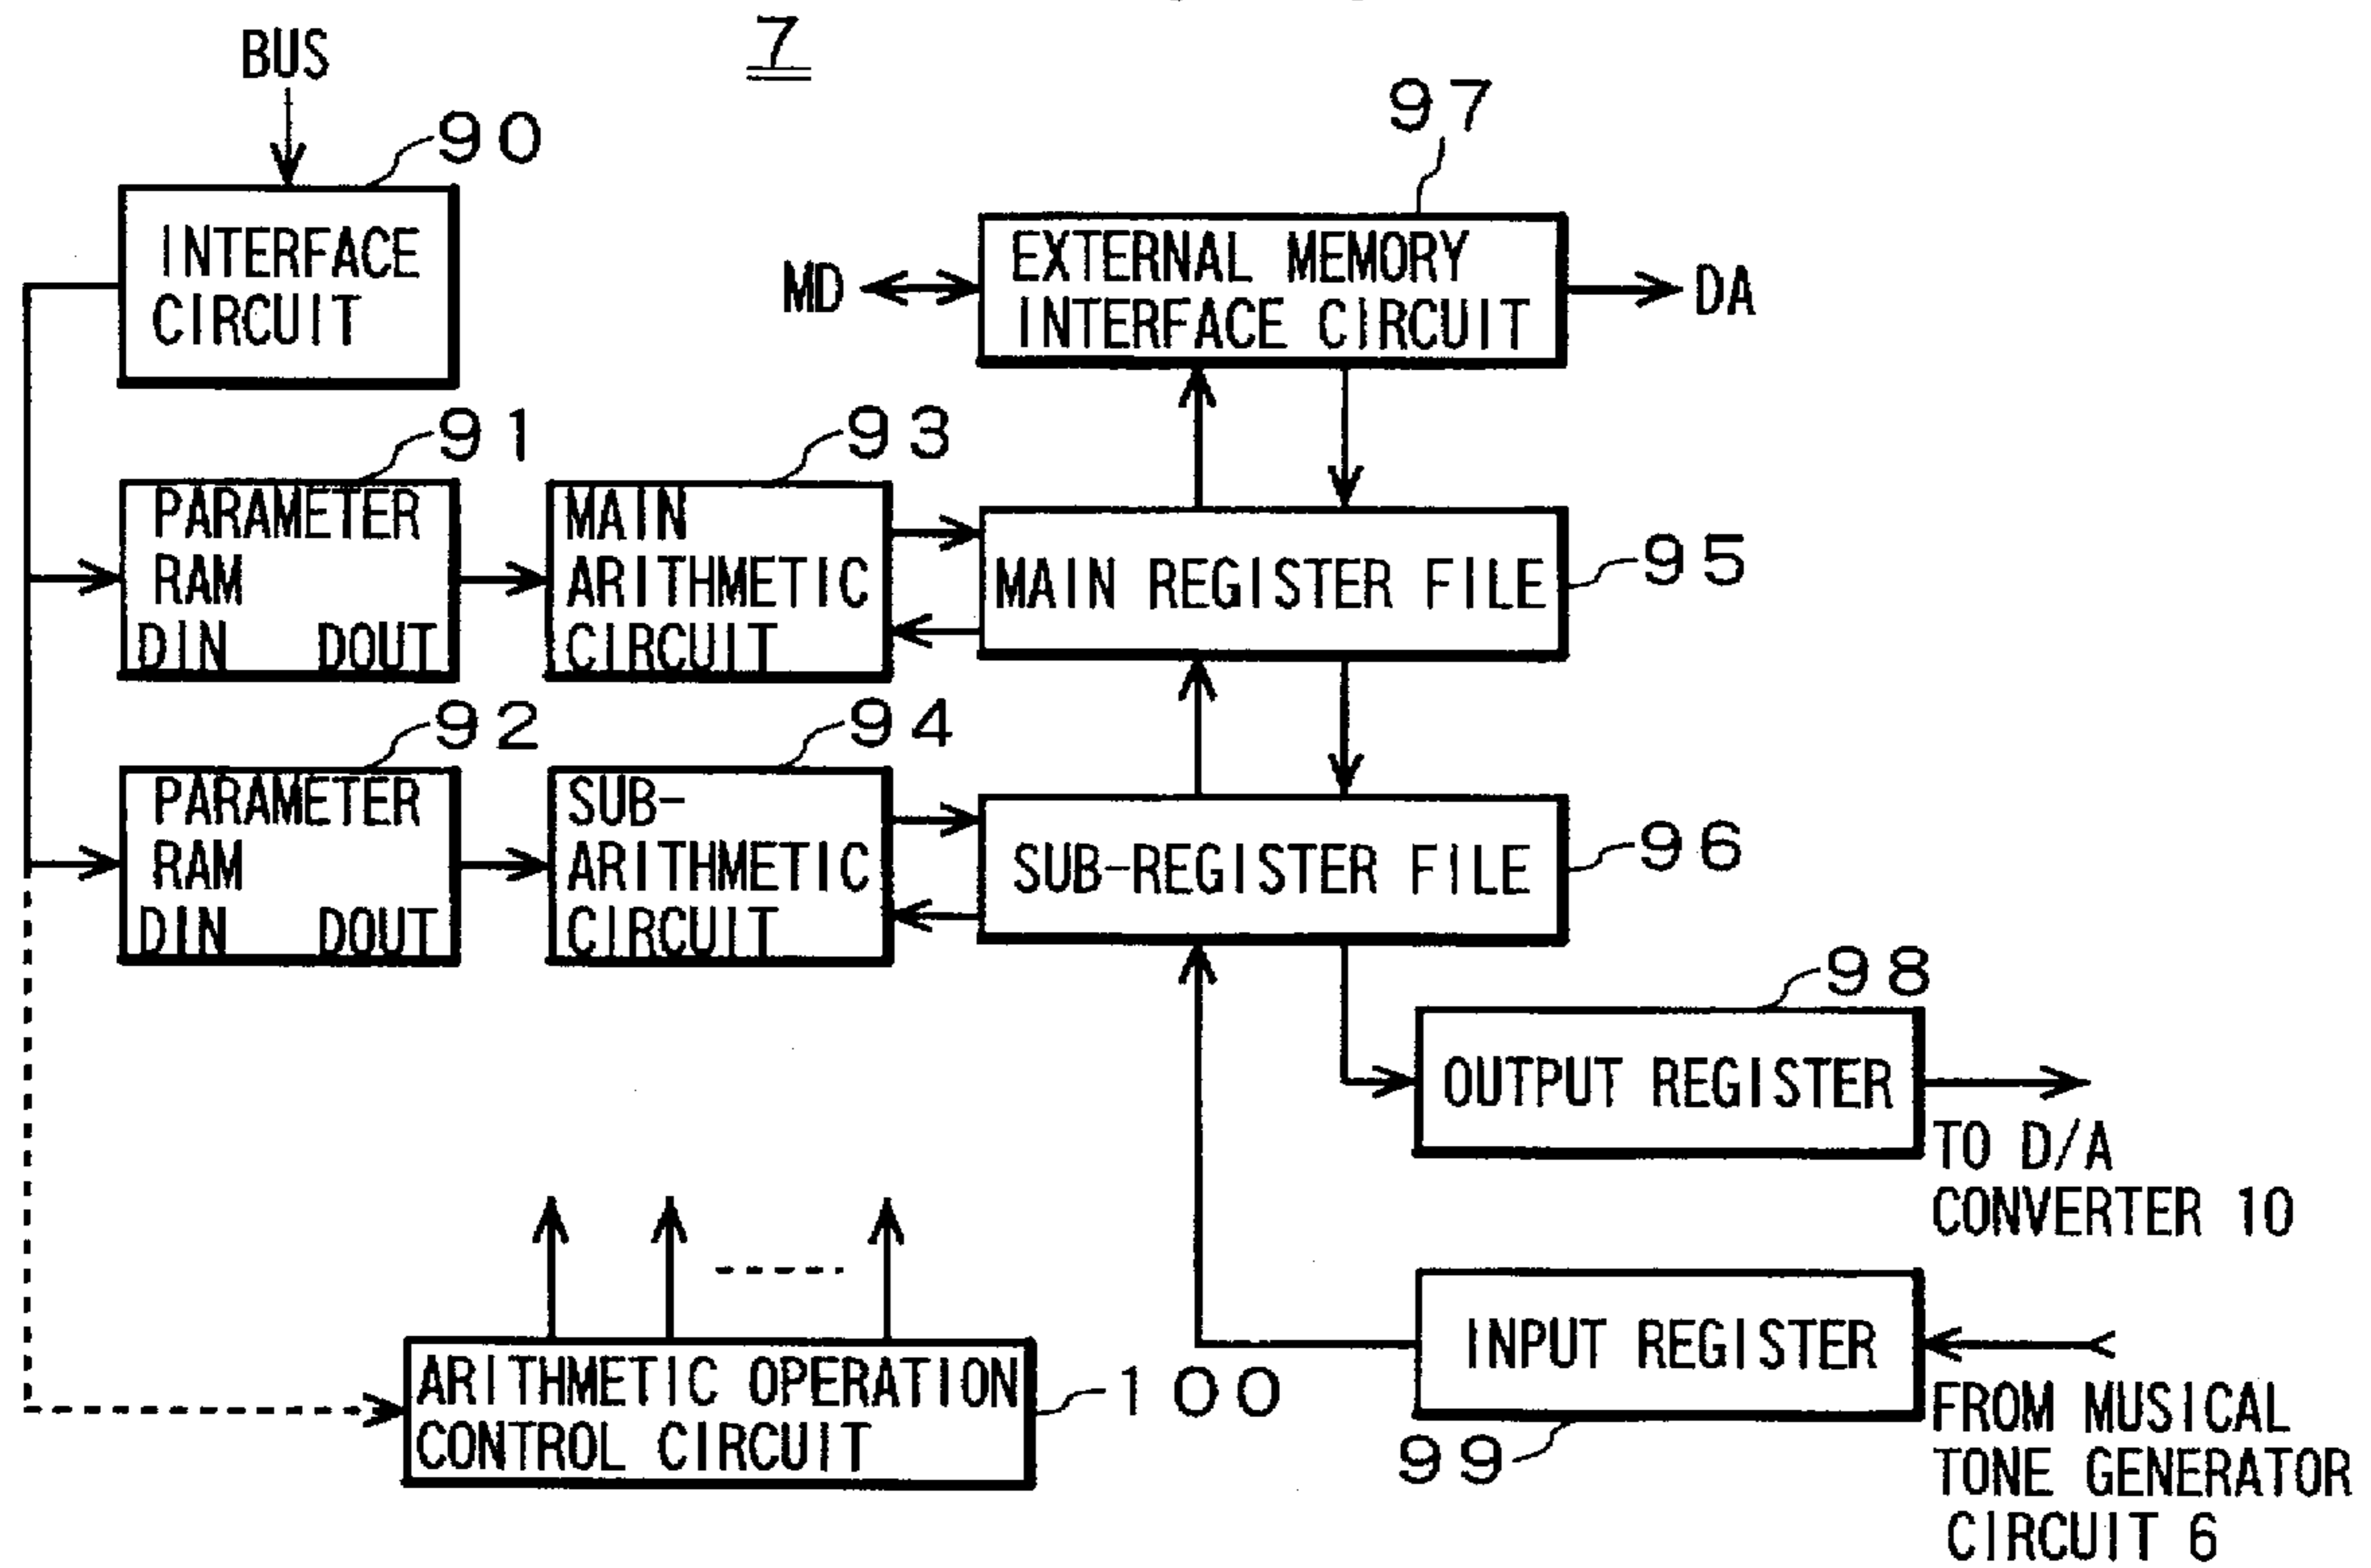 7
BUS
90
INTERFACE
CIRCUIT
97
EXTERNAL MEMORY
INTERFACE CIRCUIT
MD
DA
91
PARAMETER
RAM
DIN DOUT
93
MAIN
ARITHMETIC
CIRCUIT
MAIN REGISTER FILE
95
92
PARAMETER
RAM
DIN DOUT
94
SUB-
ARITHMETIC
CIRCUIT
SUB-REGISTER FILE
96
98
OUTPUT REGISTER
TO D/A
CONVERTER 10
INPUT REGISTER
99
FROM MUSICAL
TONE GENERATOR
CIRCUIT 6
ARITHMETIC OPERATION
CONTROL CIRCUIT
100